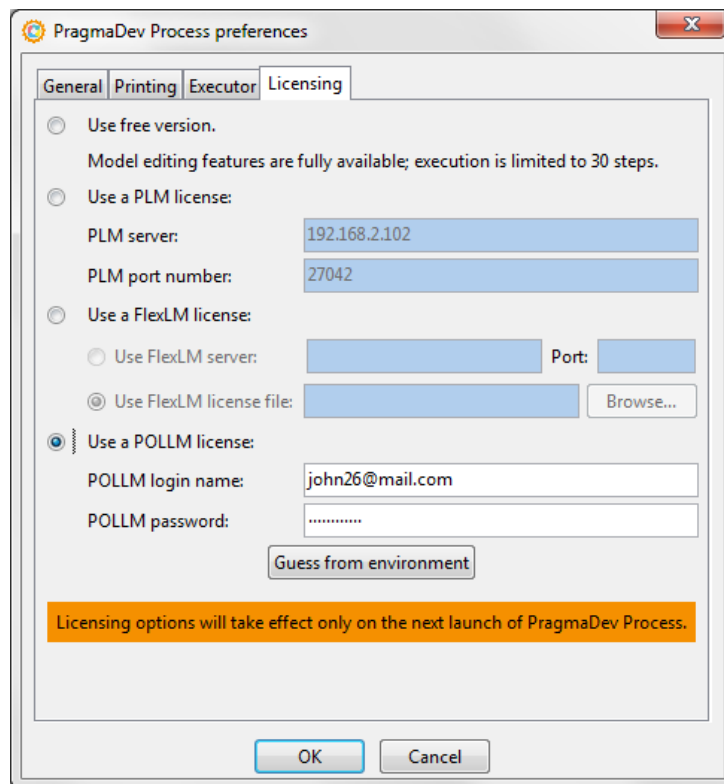 PragmaDev Process preferences
General Printing Executor Licensing
Use free version.
Model editing features are fully available; execution is limited to 30 steps.
Use a PLM license:
PLM server: 192.168.2.102
PLM port number: 27042
Use a FlexLM license:
Use FlexLM server: Port:
Use FlexLM license file: Browse...
Use a POLLM license:
POLLM login name: john26@mail.com
POLLM password: ••••••••••••
Guess from environment
Licensing options will take effect only on the next launch of PragmaDev Process.
OK Cancel